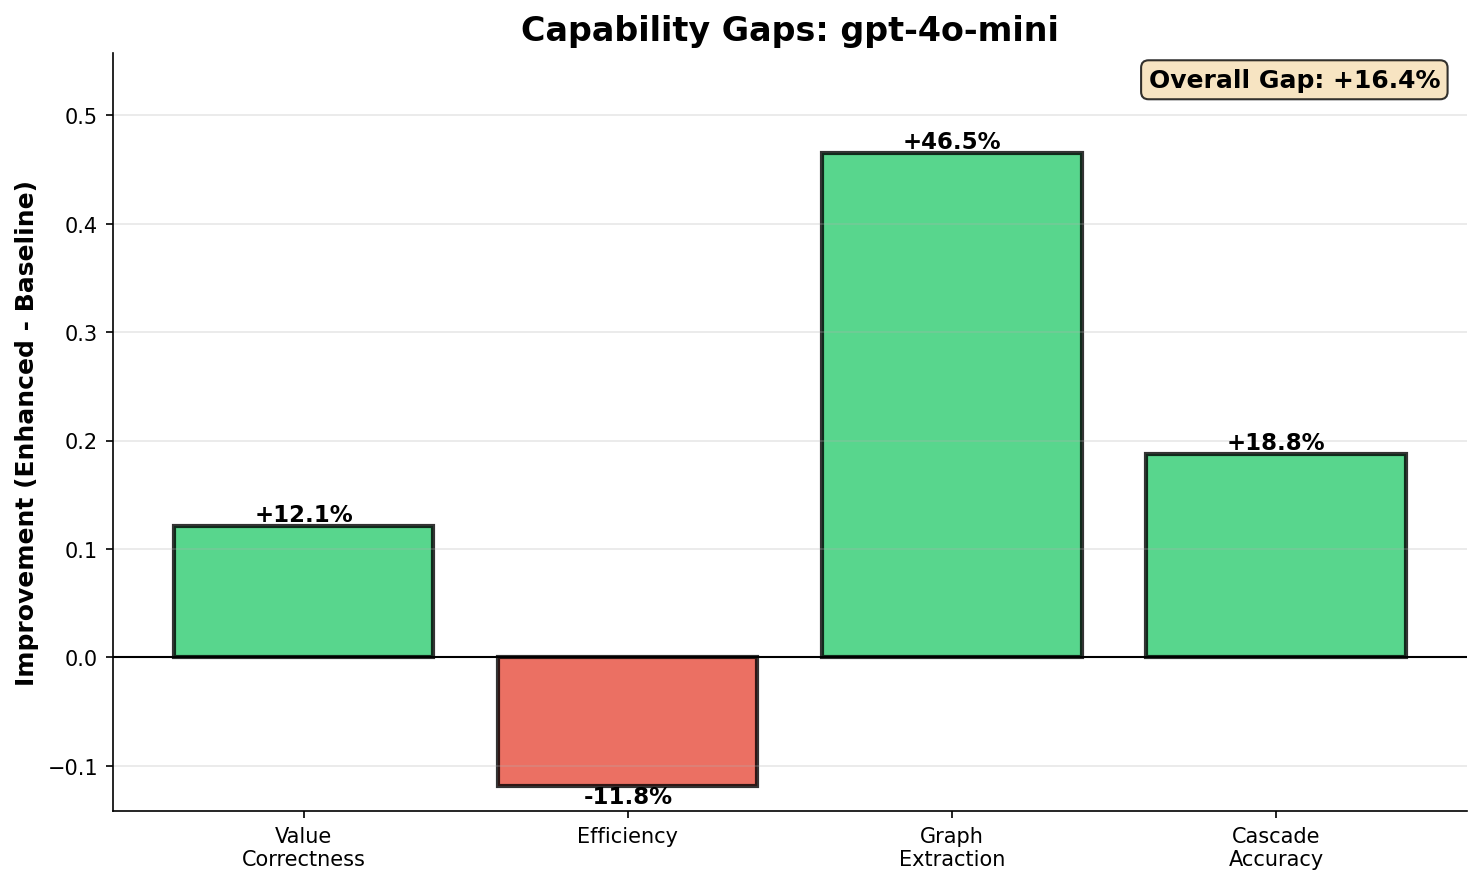 Capability Gaps: gpt-4o-mini
Overall Gap: +16.4%
Improvement (Enhanced - Baseline)
0.5
0.4
0.3
0.2
0.1
0.0
−0.1
+12.1%
-11.8%
+46.5%
+18.8%
Value
Correctness
Efficiency
Graph
Extraction
Cascade
Accuracy